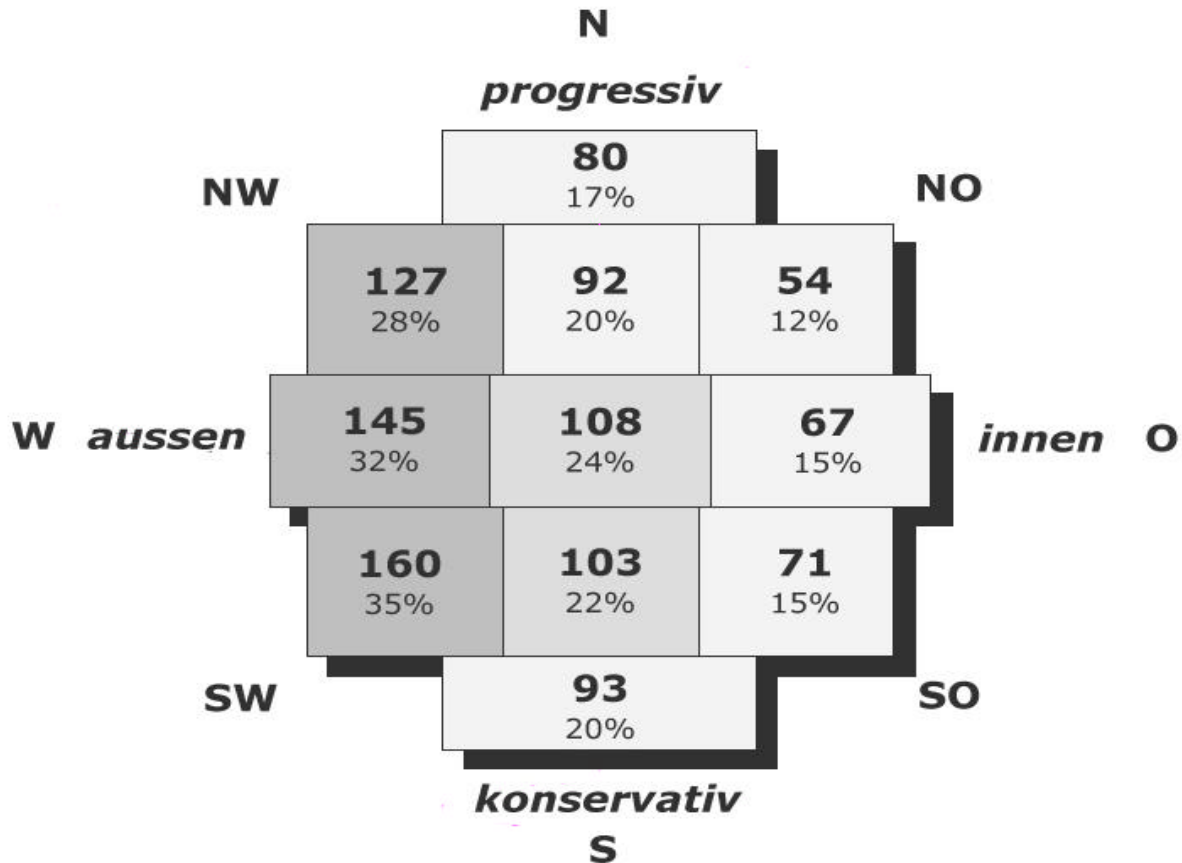 N
progressiv
NW
80
17%
NO
127
28%
92
20%
54
12%
W aussen
145
32%
108
24%
67
15%
innen O
160
35%
103
22%
71
15%
SW
93
20%
SO
konservativ
S